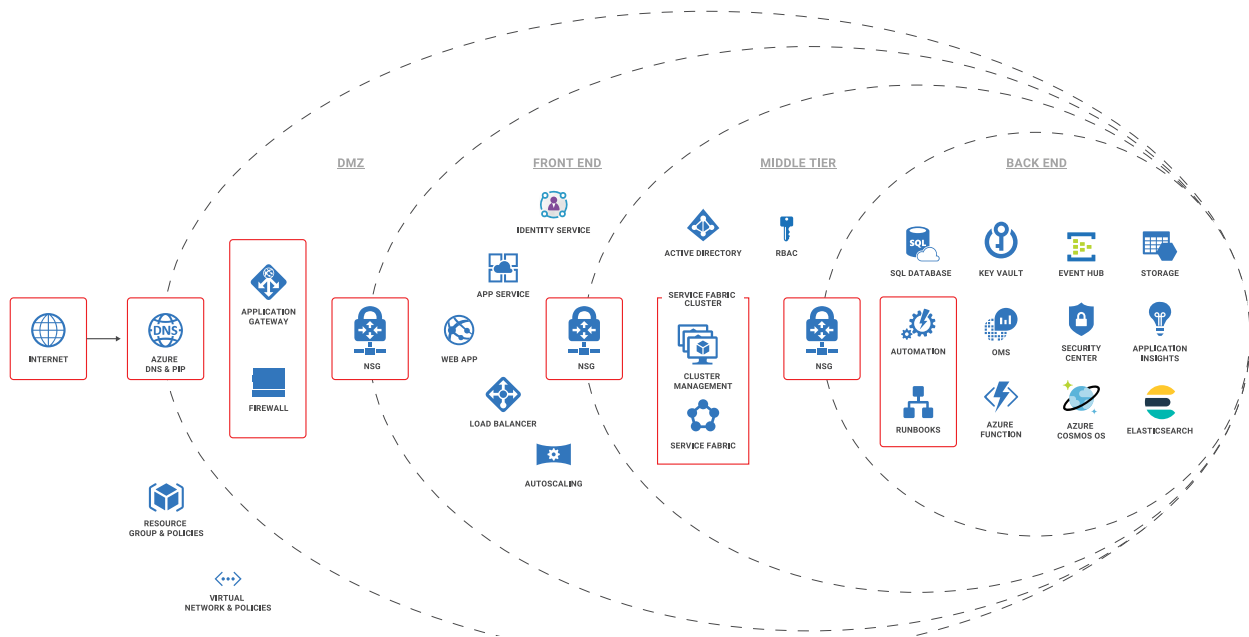 DMZ
FRONT END
MIDDLE TIER
BACK END
INTERNET
DNS
AZURE
DNS & PIP
APPLICATION
GATEWAY
FIREWALL
NSG
IDENTITY SERVICE
APP SERVICE
WEB APP
LOAD BALANCER
AUTOSCALING
NSG
ACTIVE DIRECTORY
RBAC
SERVICE FABRIC
CLUSTER
CLUSTER
MANAGEMENT
SERVICE FABRIC
NSG
SQL
SQL DATABASE
KEY VAULT
EVENT HUB
STORAGE
AUTOMATION
OMS
SECURITY
CENTER
APPLICATION
INSIGHTS
RUNBOOKS
AZURE
FUNCTION
AZURE
COSMOS OS
ELASTICSEARCH
RESOURCE
GROUP & POLICIES
VIRTUAL
NETWORK & POLICIES